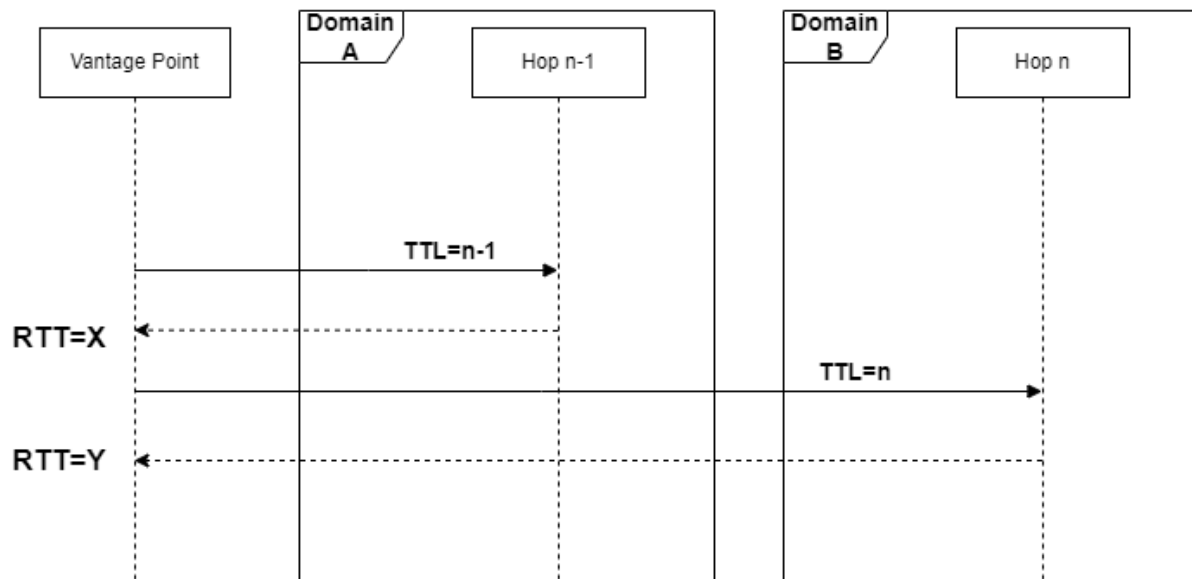 Domain
A
Domain
B
Vantage Point
Hop n-1
Hop n
TTL=n-1
RTT=X
TTL=n
RTT=Y